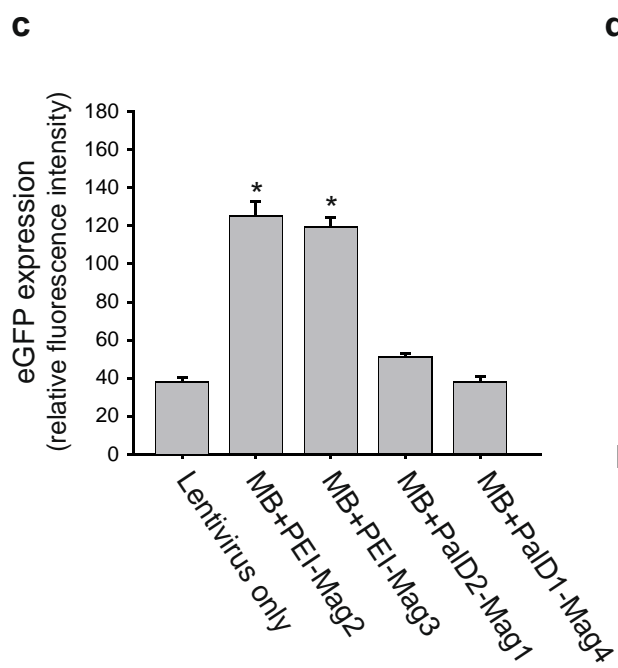 c
d
180
160
140
120
100
80
60
40
20
0
eGFP expression
(relative fluorescence intensity)
*
*
Lentivirus only
MB+PEI-Mag2
MB+PEI-Mag3
MB+PalD2-Mag1
MB+PalD1-Mag4